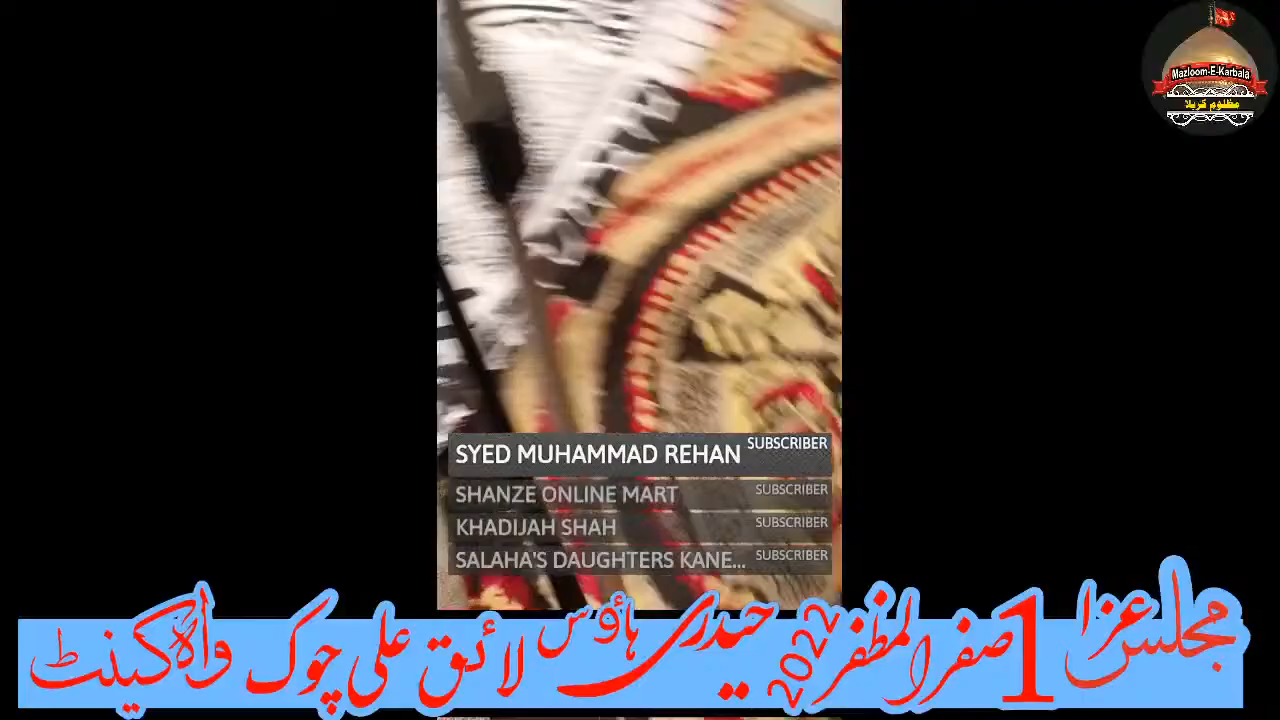 Mazloom-E-Karbala
مظلوم کربلا
SYED MUHAMMAD REHAN SUBSCRIBER
SHANZE ONLINE MART SUBSCRIBER
KHADIJAH SHAH SUBSCRIBER
SALAHA'S DAUGHTERS KANE... SUBSCRIBER
مجلس عزا 1 صفر المظفر 2022 حیدری ہاؤس لائق علی چوک واہ کینٹ